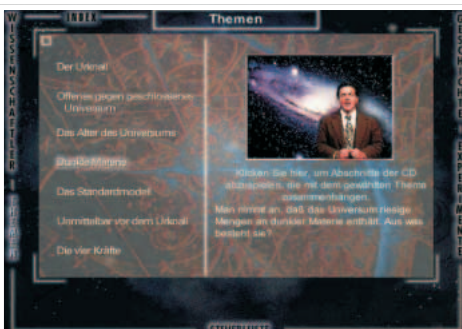 INDEX
Themen
WISSENSCHAFTLER
THEMEN
GESCHICHTE
EXPERIMENTE
Der Urknall
Offenes gegen geschlossenes
Universum
Das Alter des Universums
Dunkle Materie
Das Standardmodell
Unmittelbar vor dem Urknall
Die vier Kräfte
Klicken Sie hier, um Abschnitte der CD
abzuspielen, die mit dem gewählten Thema
zusammenhängen.
Man nimmt an, daß das Universum riesige
Mengen an dunkler Materie enthält. Aus was
besteht sie?